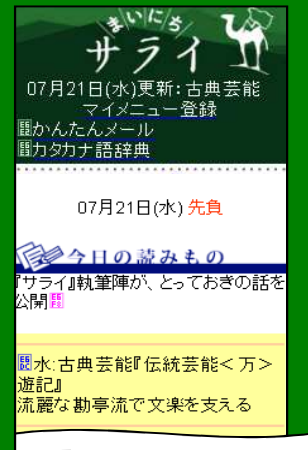 まいにち
サライ
07月21日(水)更新:古典芸能
マイメニュー登録
かんたんメール
カタカナ語辞典
07月21日(水) 先負
今日の読みもの
『サライ』執筆陣が、とっておきの話を
公開
水:古典芸能『伝統芸能<万>
遊記』
流麗な勘亭流で文楽を支える